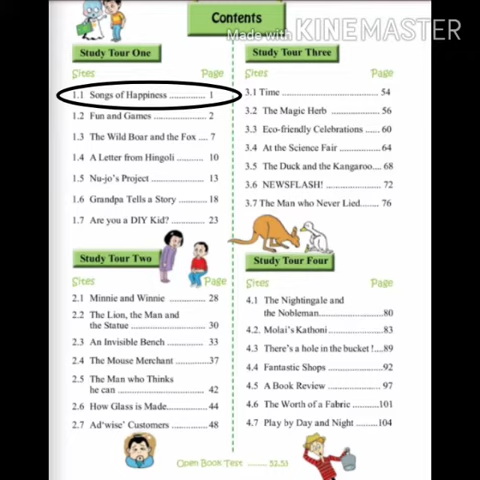 Contents
Made with KINEMASTER
Study Tour One
Sites Page
1.1 Songs of Happiness .............. 1
1.2 Fun and Games .................... 2
1.3 The Wild Boar and the Fox .... 7
1.4 A Letter from Hingoli .......... 10
1.5 Nu-jo's Project .................. 13
1.6 Grandpa Tells a Story .......... 18
1.7 Are you a DIY Kid? ............. 23
Study Tour Two
Sites Page
2.1 Minnie and Winnie .............. 28
2.2 The Lion, the Man and
the Statue ........................... 30
2.3 An Invisible Bench ............. 33
2.4 The Mouse Merchant ............37
2.5 The Man who Thinks
he can ................................ 42
2.6 How Glass is Made...............44
2.7 Ad'wise' Customers ............. 48
Study Tour Three
Sites Page
3.1 Time ................................. 54
3.2 The Magic Herb .................. 56
3.3 Eco-friendly Celebrations ..... 60
3.4 At the Science Fair .............. 64
3.5 The Duck and the Kangaroo.... 68
3.6 NEWSFLASH! ................... 72
3.7 The Man who Never Lied....... 76
Study Tour Four
Sites Page
4.1 The Nightingale and
the Nobleman.......................80
4.2. Molai's Kathoni ...................83
4.3 There's a hole in the bucket !....89
4.4 Fantastic Shops ...................92
4.5 A Book Review ................... 97
4.6 The Worth of a Fabric...........101
4.7 Play by Day and Night .........104
Open Book Test ......... 52,53